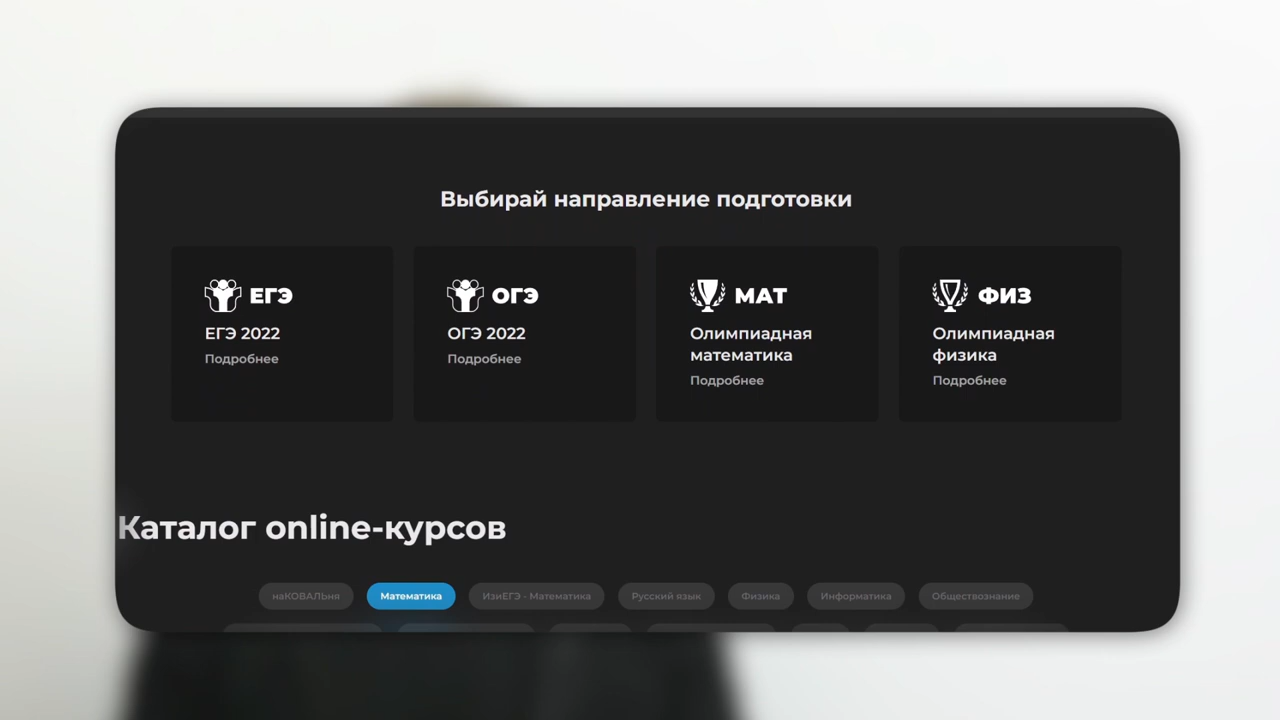 Выбирай направление подготовки
ЕГЭ
ЕГЭ 2022
Подробнее
ОГЭ
ОГЭ 2022
Подробнее
МАТ
Олимпиадная
математика
Подробнее
ФИЗ
Олимпиадная
физика
Подробнее
Каталог online-курсов
наКОВАЛЬня Математика ИзиЕГЭ - Математика Русский язык Физика Информатика Обществознание